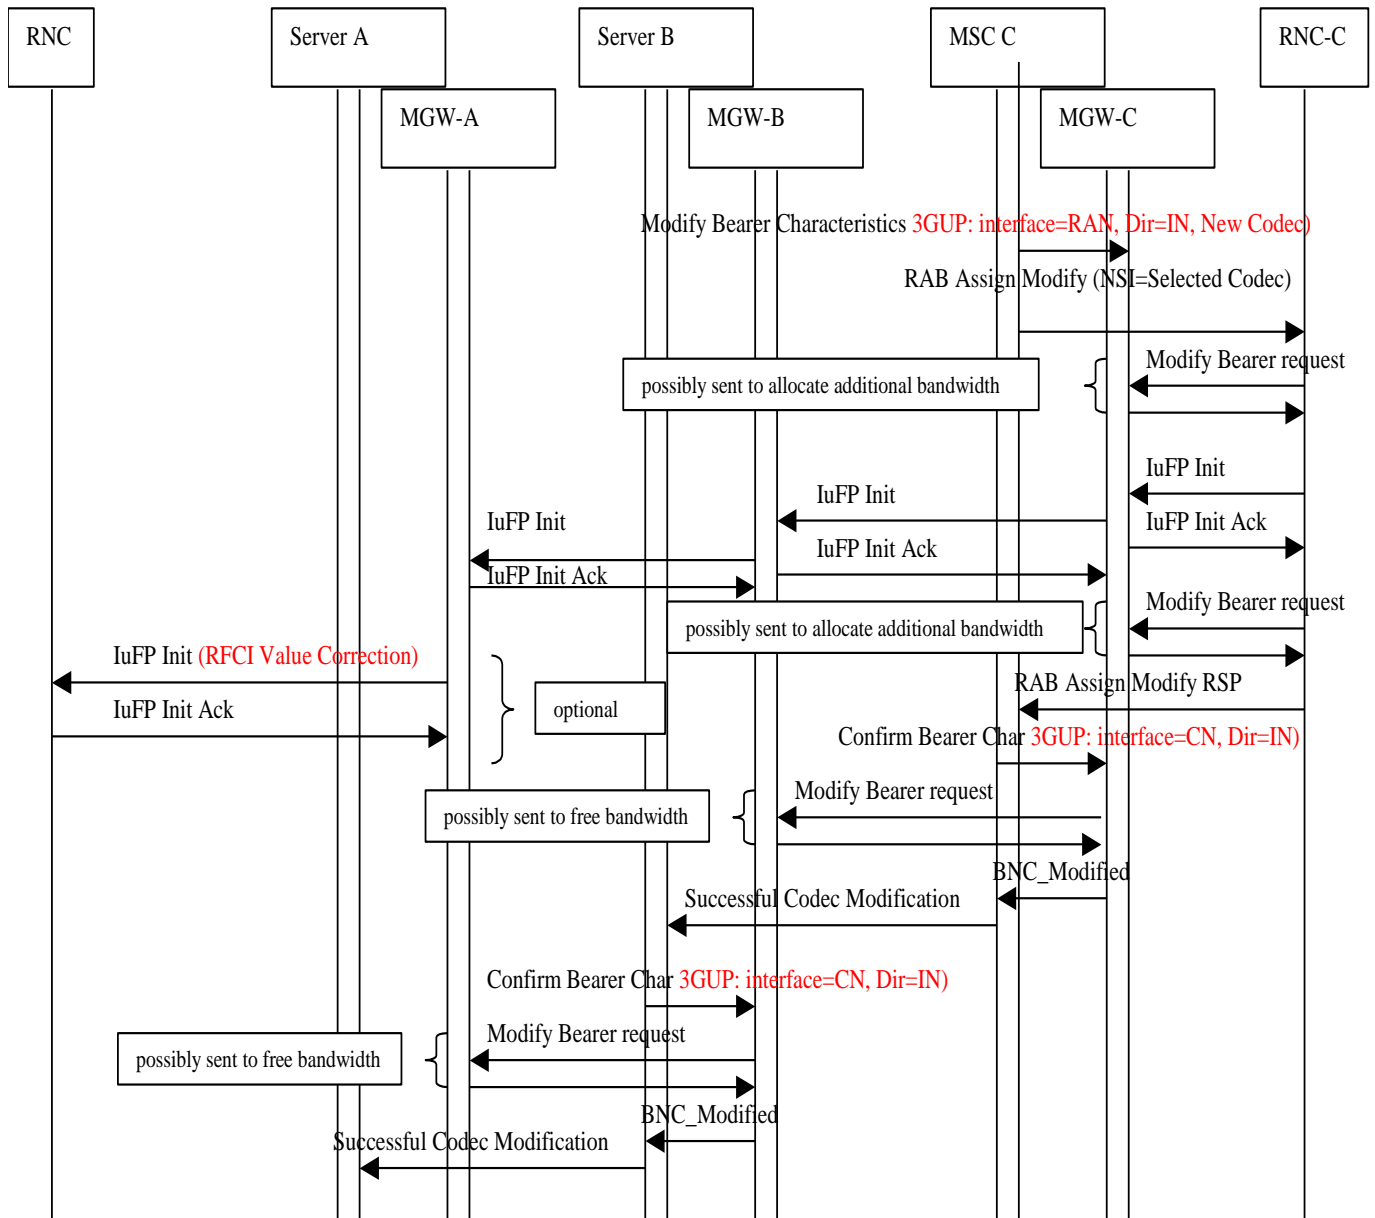 RNC
Server A
Server B
MSC C
RNC-C
MGW-A
MGW-B
MGW-C
Modify Bearer Characteristics 3GUP: interface=RAN, Dir=IN, New Codec)
RAB Assign Modify (NSI=Selected Codec)
Modify Bearer request
possibly sent to allocate additional bandwidth
IuFP Init
IuFP Init
IuFP Init
IuFP Init Ack
IuFP Init Ack
IuFP Init Ack
Modify Bearer request
possibly sent to allocate additional bandwidth
IuFP Init (RFCI Value Correction)
RAB Assign Modify RSP
IuFP Init Ack
optional
Confirm Bearer Char 3GUP: interface=CN, Dir=IN)
Modify Bearer request
possibly sent to free bandwidth
BNC_Modified
Successful Codec Modification
Confirm Bearer Char 3GUP: interface=CN, Dir=IN)
Modify Bearer request
possibly sent to free bandwidth
BNC_Modified
Successful Codec Modification